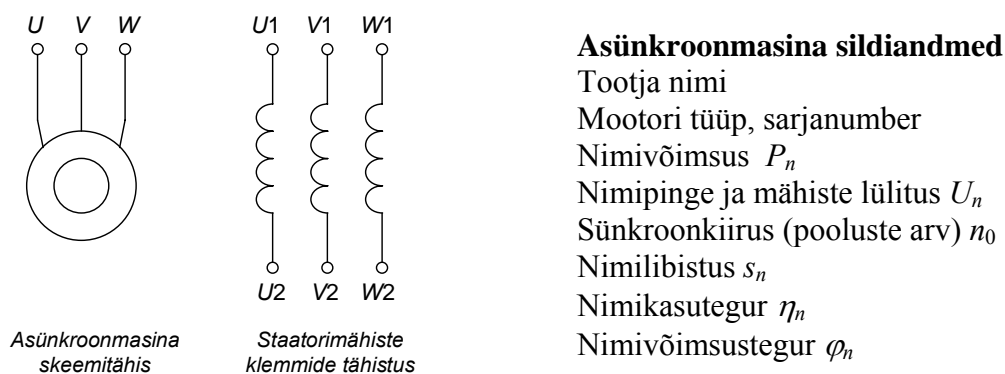 U V W
U1 V1 W1
U2 V2 W2
Asünkroonmasina
skeemitähis
Staatorimähiste
klemmide tähistus
Asünkroonmasina sildiandmed
Tootja nimi
Mootori tüüp, sarjanumber
Nimivõimsus Pn
Nimipinge ja mähiste lülitus Un
Sünkroonkiirus (pooluste arv) n0
Nimilibistus sn
Nimikasutegur ηn
Nimivõimsustegur φn